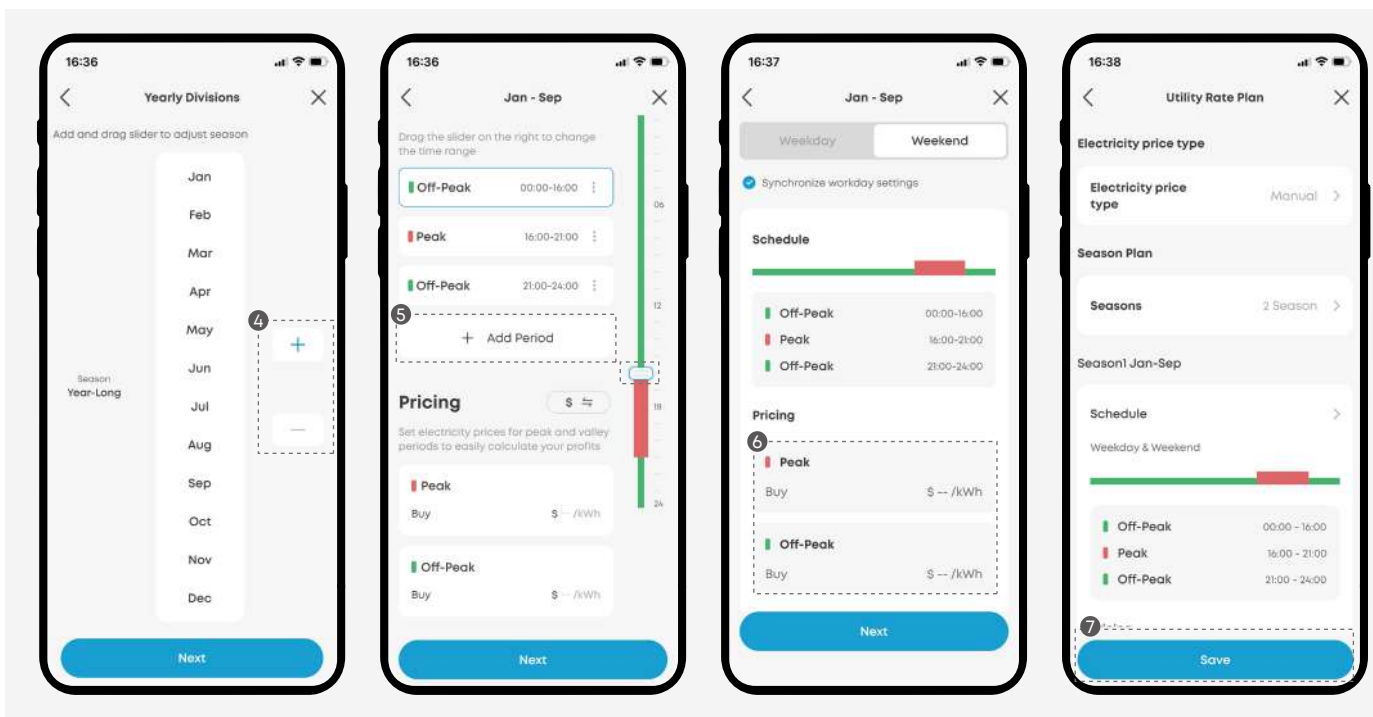 16:36
Yearly Divisions
Add and drag slider to adjust season
Jan
Feb
Mar
Apr
May
Jun
Jul
Aug
Sep
Oct
Nov
Dec
Season
Year-Long
4
+
—
Next
16:36
Jan - Sep
Drag the slider on the right to change
the time range
Off-Peak 00:00-16:00
Peak 16:00-21:00
Off-Peak 21:00-24:00
5
+ Add Period
06
12
18
24
Pricing $
Set electricity prices for peak and valley
periods to easily calculate your profits
Peak
Buy $ -- /kWh
Off-Peak
Buy $ -- /kWh
Next
16:37
Jan - Sep
Weekday Weekend
Synchronize workday settings
Schedule
Off-Peak 00:00-16:00
Peak 16:00-21:00
Off-Peak 21:00-24:00
Pricing
6
Peak
Buy $ -- /kWh
Off-Peak
Buy $ -- /kWh
Next
16:38
Utility Rate Plan
Electricity price type
Electricity price
type
Manual
Season Plan
Seasons 2 Season
Season1 Jan-Sep
Schedule
Weekday & Weekend
Off-Peak 00:00 - 16:00
Peak 16:00 - 21:00
Off-Peak 21:00 - 24:00
7
Save